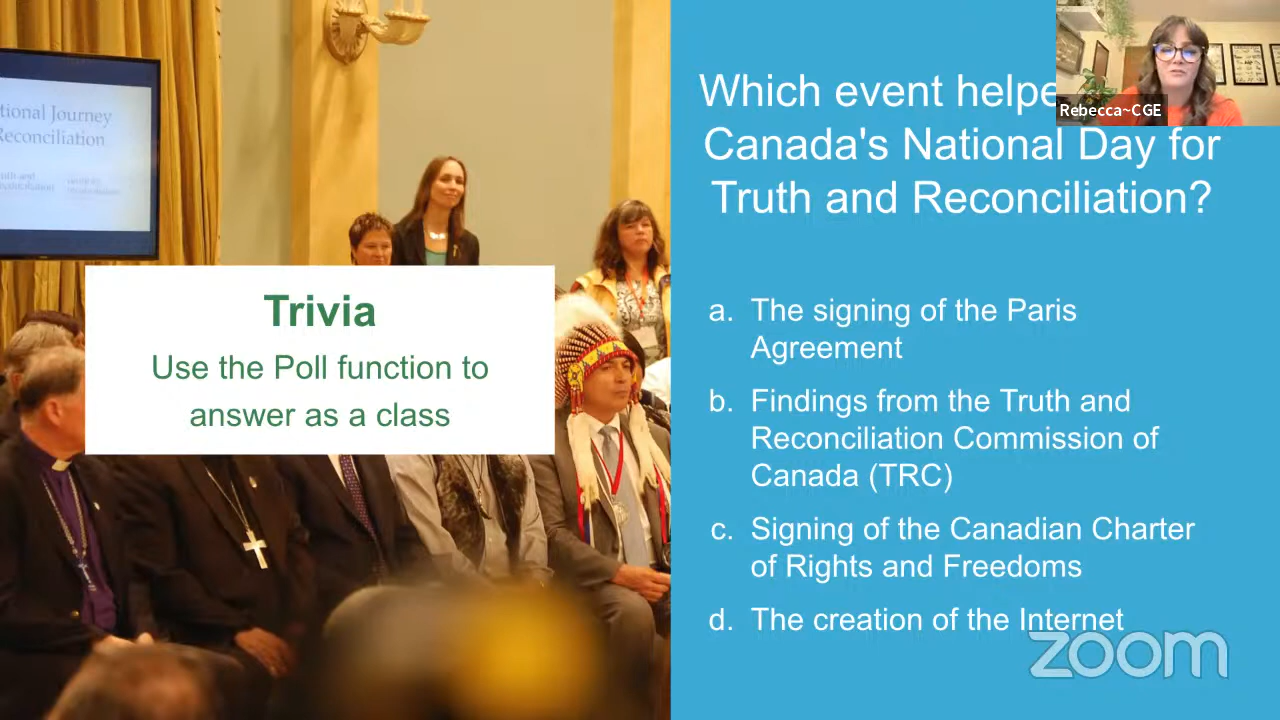 tional Journey
Reconciliation
Trivia
Use the Poll function to
answer as a class
Which event helpe
Canada's National Day for
Truth and Reconciliation?
a. The signing of the Paris
Agreement
b. Findings from the Truth and
Reconciliation Commission of
Canada (TRC)
c. Signing of the Canadian Charter
of Rights and Freedoms
d. The creation of the Internet
Rebecca~CGE
zoom